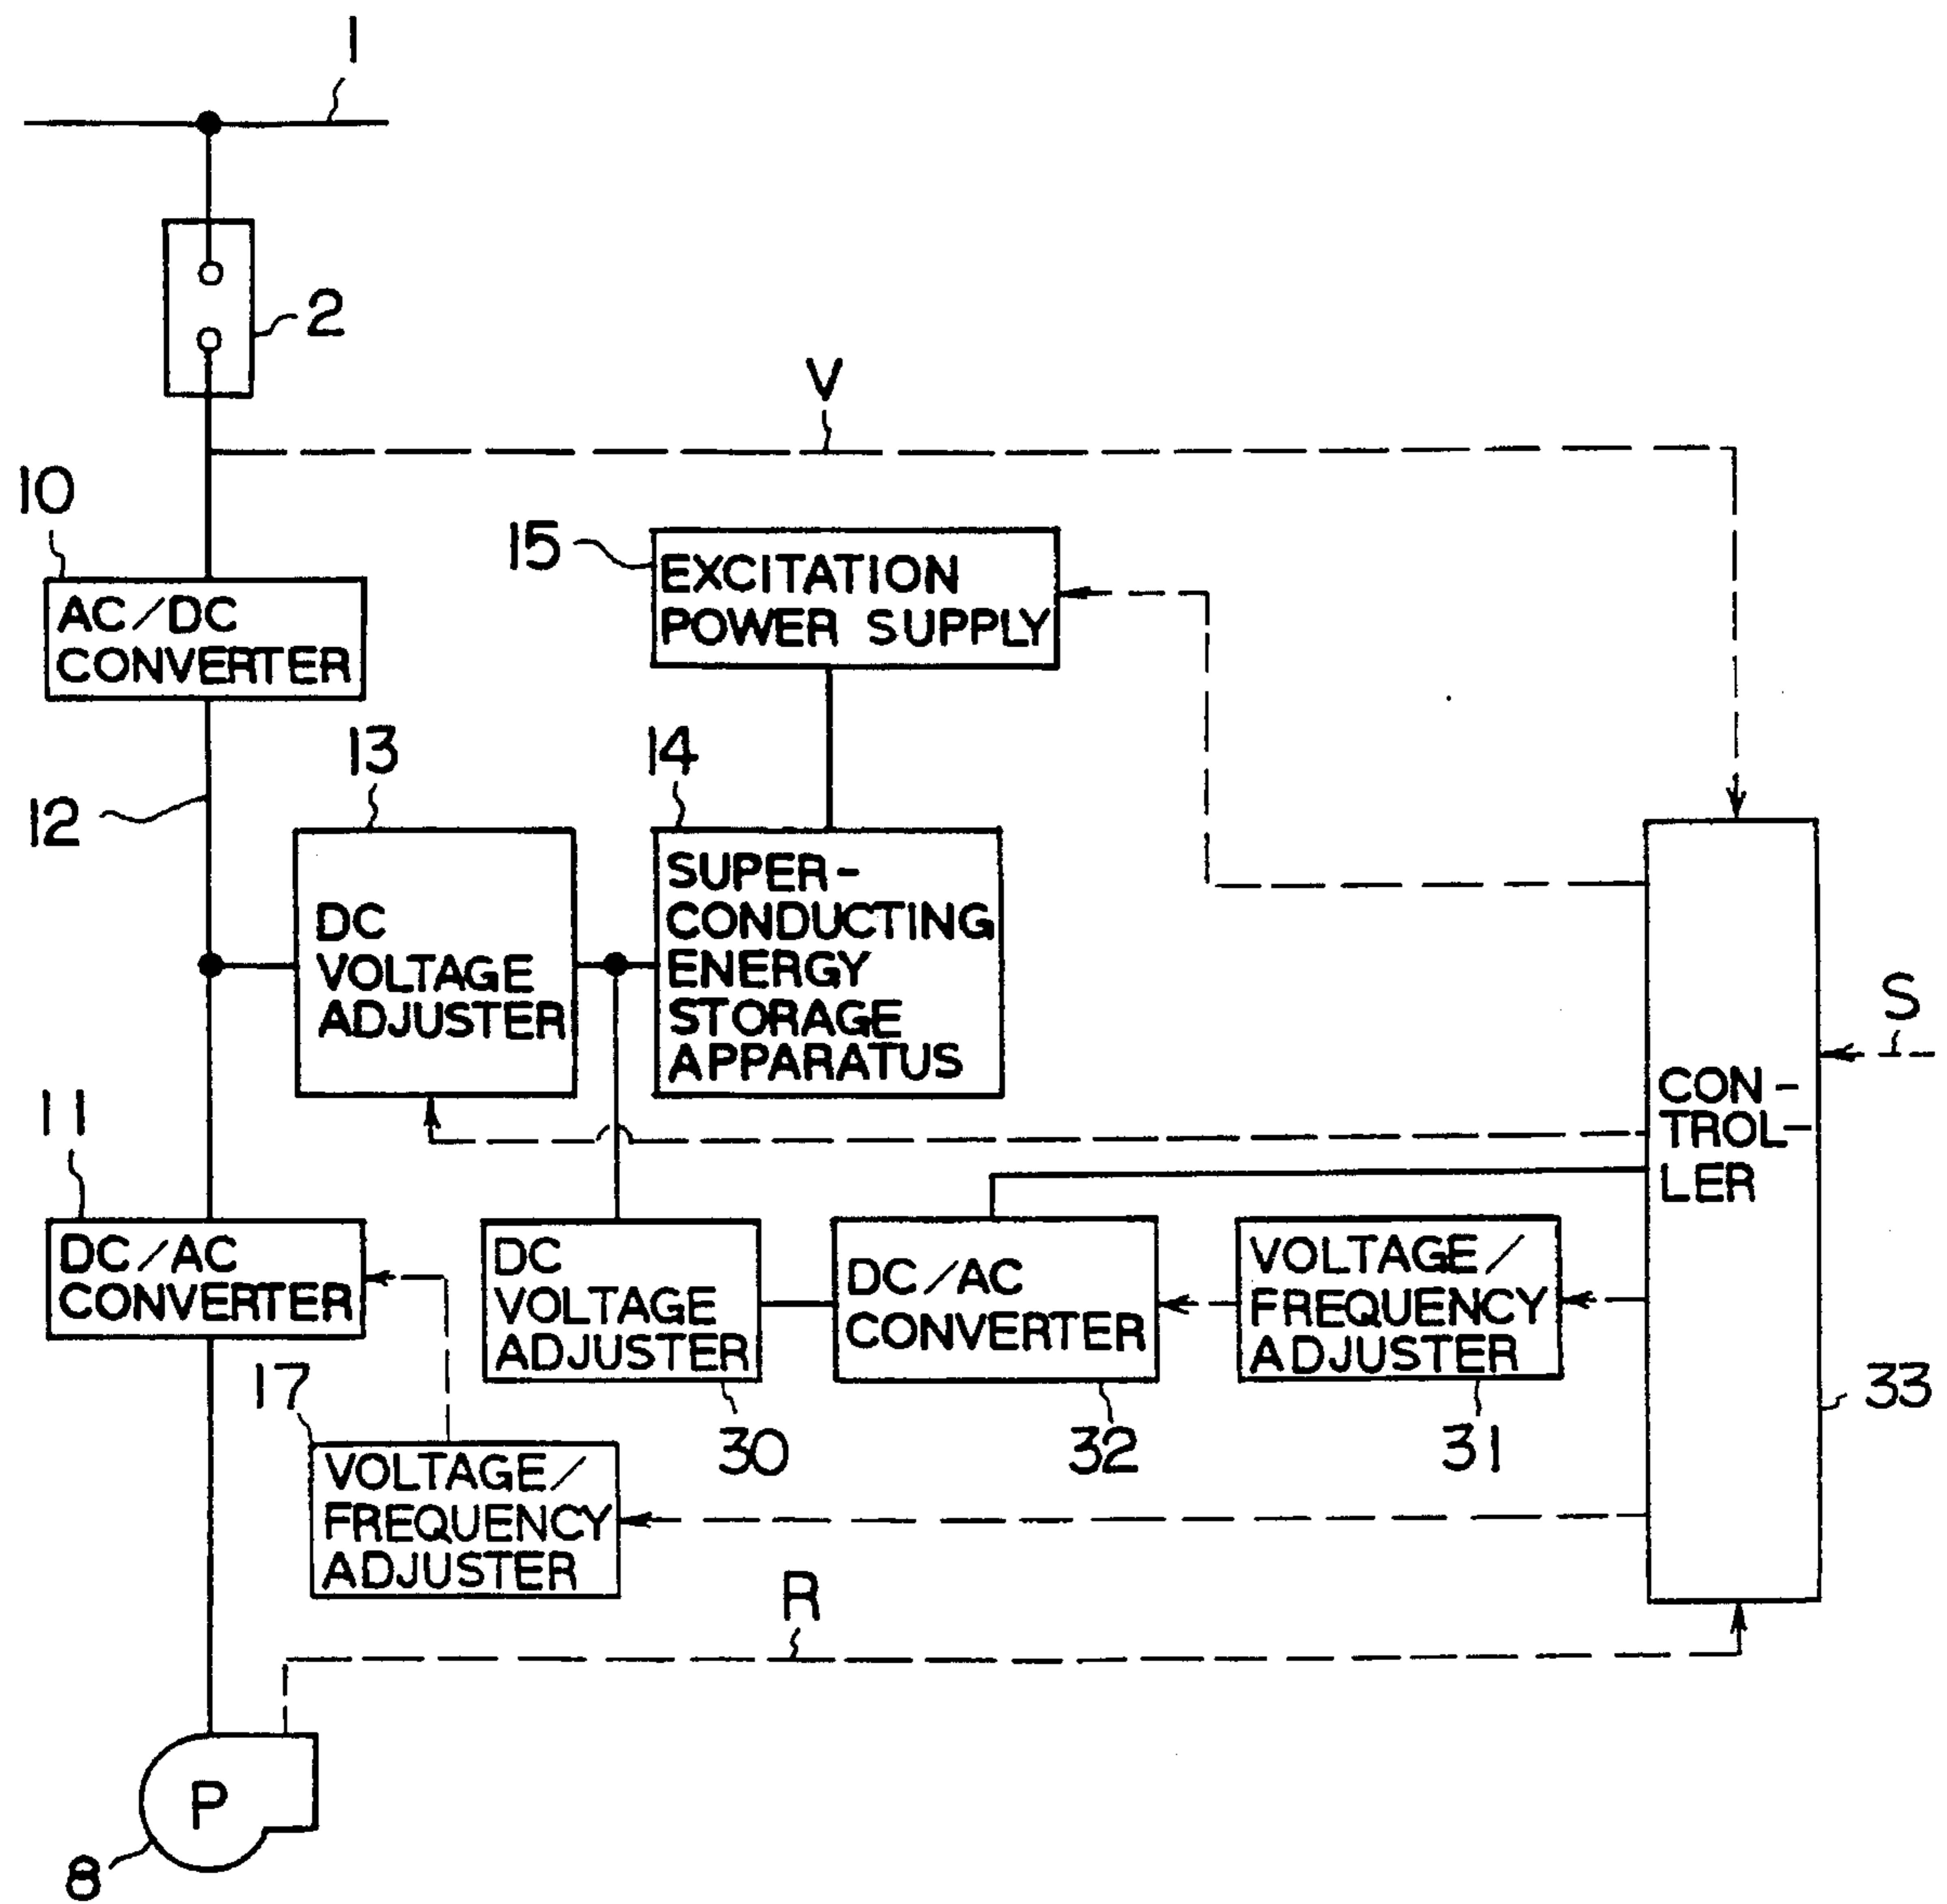 1
2
V
10
15
EXCITATION
POWER SUPPLY
AC/DC
CONVERTER
13
14
12
SUPER-
CONDUCTING
ENERGY
STORAGE
APPARATUS
DC
VOLTAGE
ADJUSTER
S
CON-
TROL-
LER
11
DC/AC
CONVERTER
DC
VOLTAGE
ADJUSTER
DC/AC
CONVERTER
VOLTAGE/
FREQUENCY
ADJUSTER
33
17
30
32
31
VOLTAGE/
FREQUENCY
ADJUSTER
R
P
8